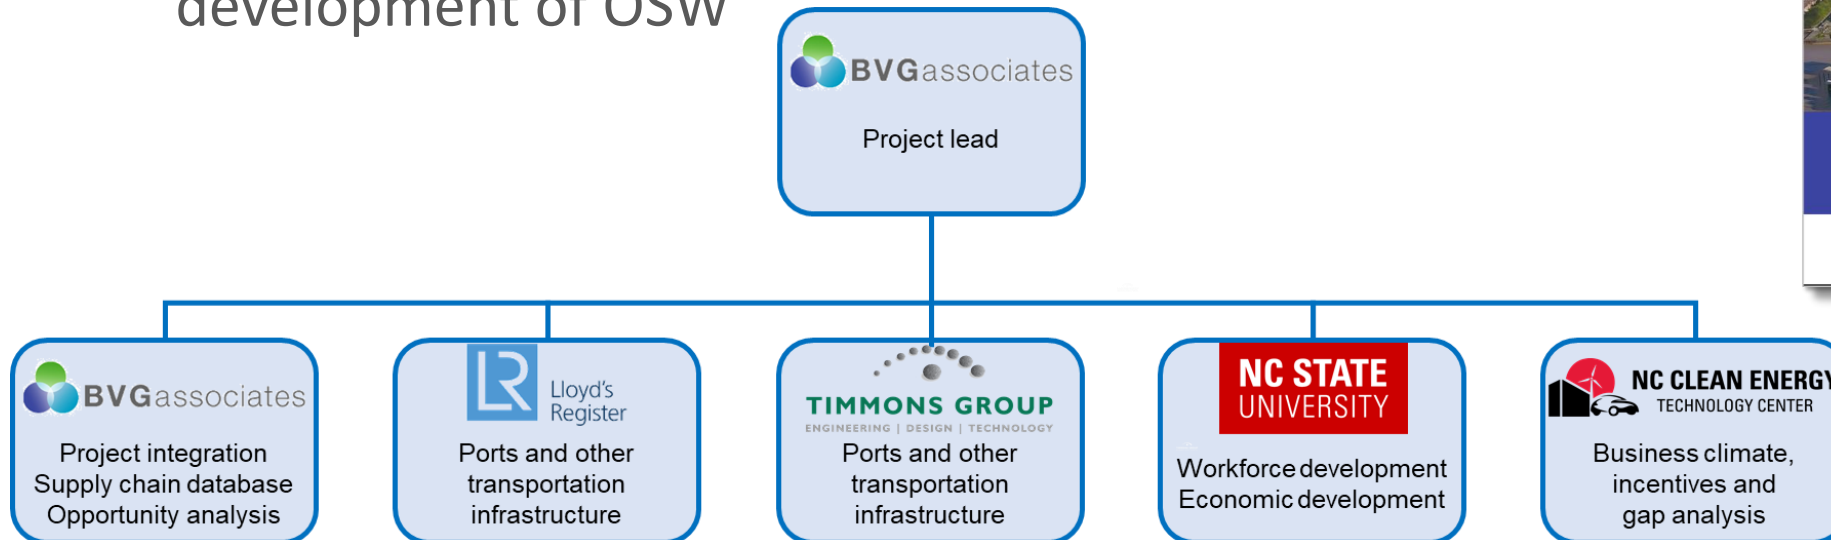 development of OSW
BVGassociates
Project lead
BVGassociates
Project integration
Supply chain database
Opportunity analysis
LR
Lloyd's
Register
Ports and other
transportation
infrastructure
TIMMONS GROUP
ENGINEERING | DESIGN | TECHNOLOGY
Ports and other
transportation
infrastructure
NC STATE
UNIVERSITY
Workforce development
Economic development
NC CLEAN ENERGY
TECHNOLOGY CENTER
Business climate,
incentives and
gap analysis